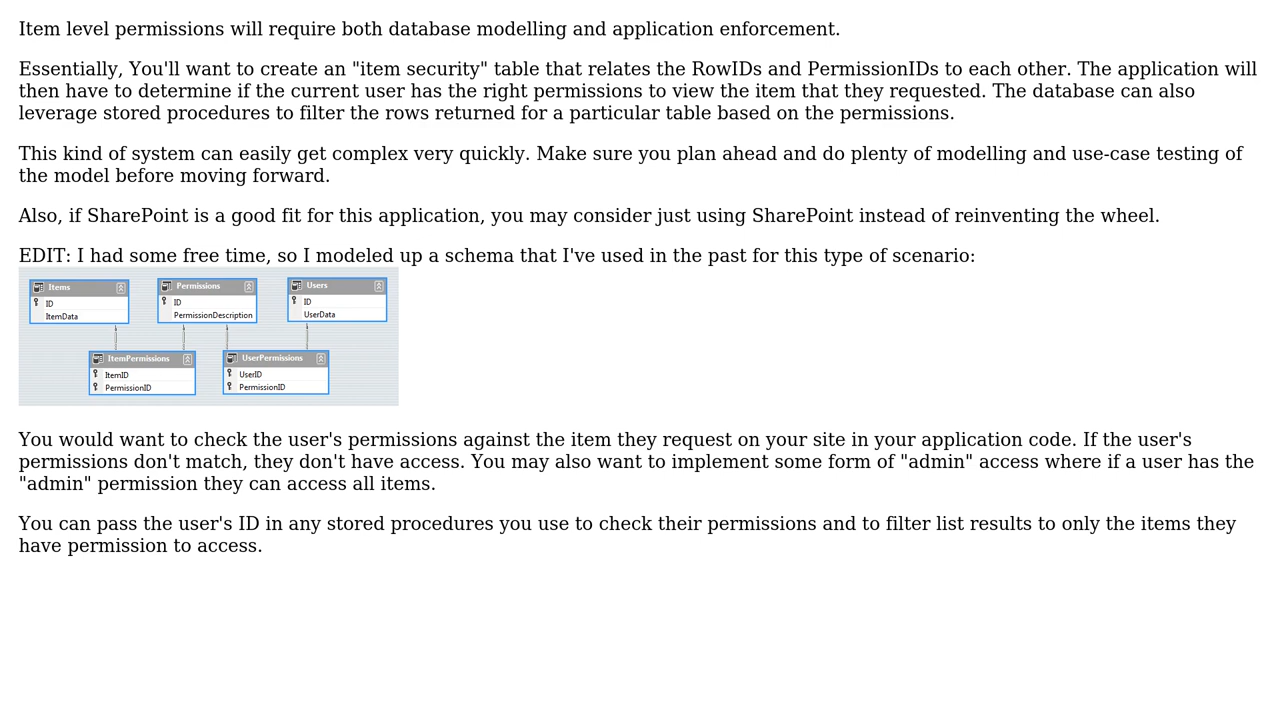 Item level permissions will require both database modelling and application enforcement.
Essentially, You'll want to create an "item security" table that relates the RowIDs and PermissionIDs to each other. The application will
then have to determine if the current user has the right permissions to view the item that they requested. The database can also
leverage stored procedures to filter the rows returned for a particular table based on the permissions.
This kind of system can easily get complex very quickly. Make sure you plan ahead and do plenty of modelling and use-case testing of
the model before moving forward.
Also, if SharePoint is a good fit for this application, you may consider just using SharePoint instead of reinventing the wheel.
EDIT: I had some free time, so I modeled up a schema that I've used in the past for this type of scenario:
Items
ID
ItemData
Permissions
ID
PermissionDescription
Users
ID
UserData
ItemPermissions
ItemID
PermissionID
UserPermissions
UserID
PermissionID
You would want to check the user's permissions against the item they request on your site in your application code. If the user's
permissions don't match, they don't have access. You may also want to implement some form of "admin" access where if a user has the
"admin" permission they can access all items.
You can pass the user's ID in any stored procedures you use to check their permissions and to filter list results to only the items they
have permission to access.